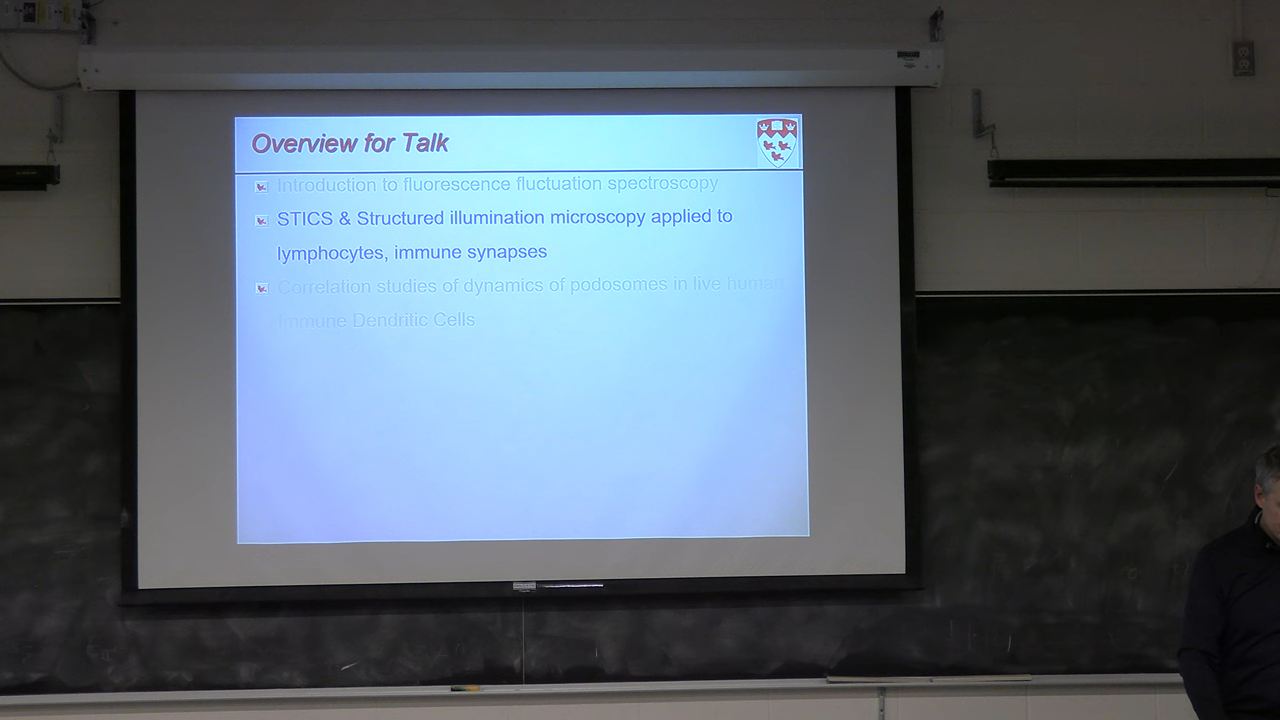 Overview for Talk
Introduction to fluorescence fluctuation spectroscopy
STICS & Structured illumination microscopy applied to
lymphocytes, immune synapses
Correlation studies of dynamics of podosomes in live human
Immune Dendritic Cells